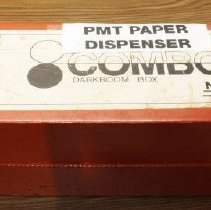 PMT PAPER
DISPENSER
COMBO
DARKROOM BOX